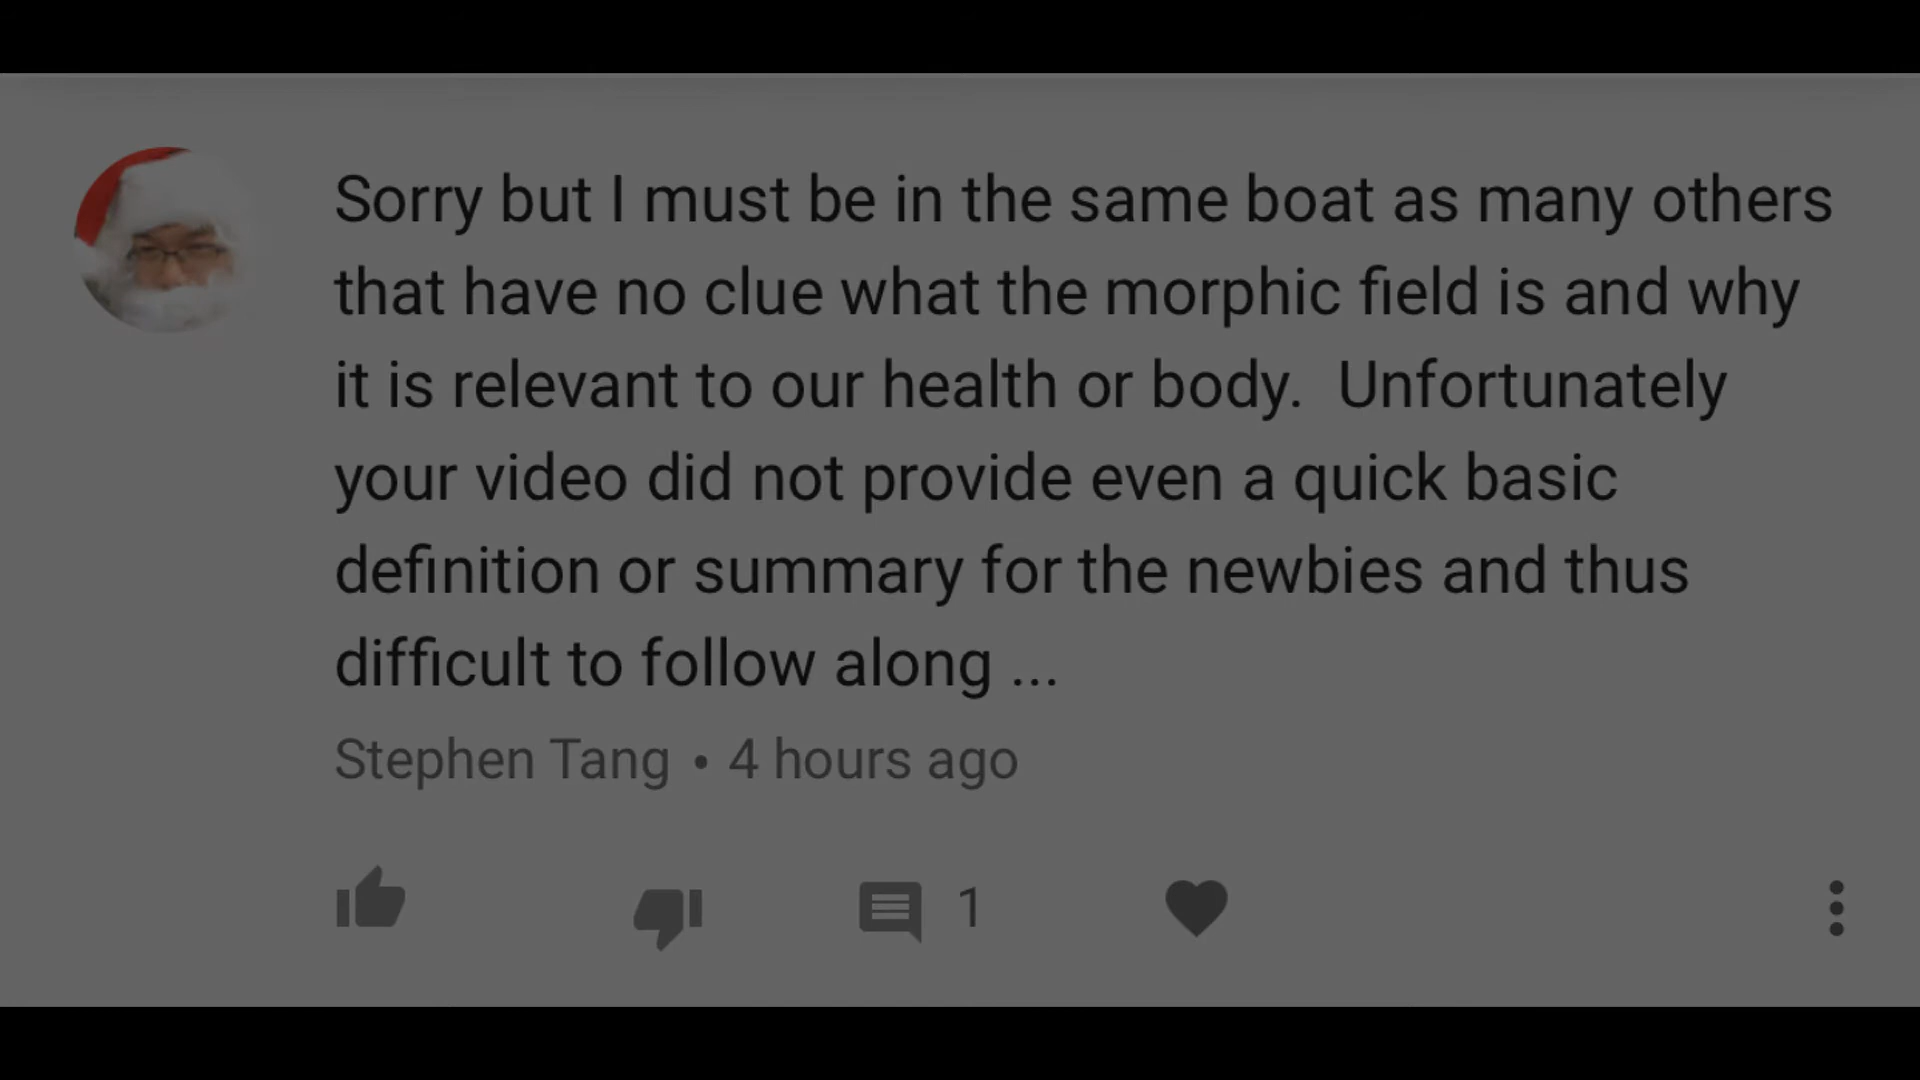 Sorry but I must be in the same boat as many others
that have no clue what the morphic field is and why
it is relevant to our health or body.  Unfortunately
your video did not provide even a quick basic
definition or summary for the newbies and thus
difficult to follow along ...
Stephen Tang • 4 hours ago
1